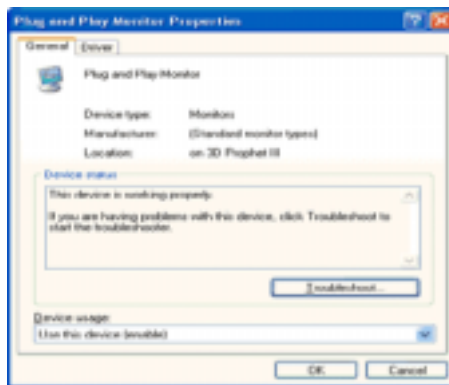 Plug and Play Monitor Properties
General Driver
Plug and Play Monitor
Device type: Monitors
Manufacturer: (Standard monitor types)
Location: on 3D Prophet III
Device status
This device is working properly.
If you are having problems with this device, click Troubleshoot to
start the troubleshooter.
Troubleshoot...
Device usage:
Use this device (enable)
OK Cancel